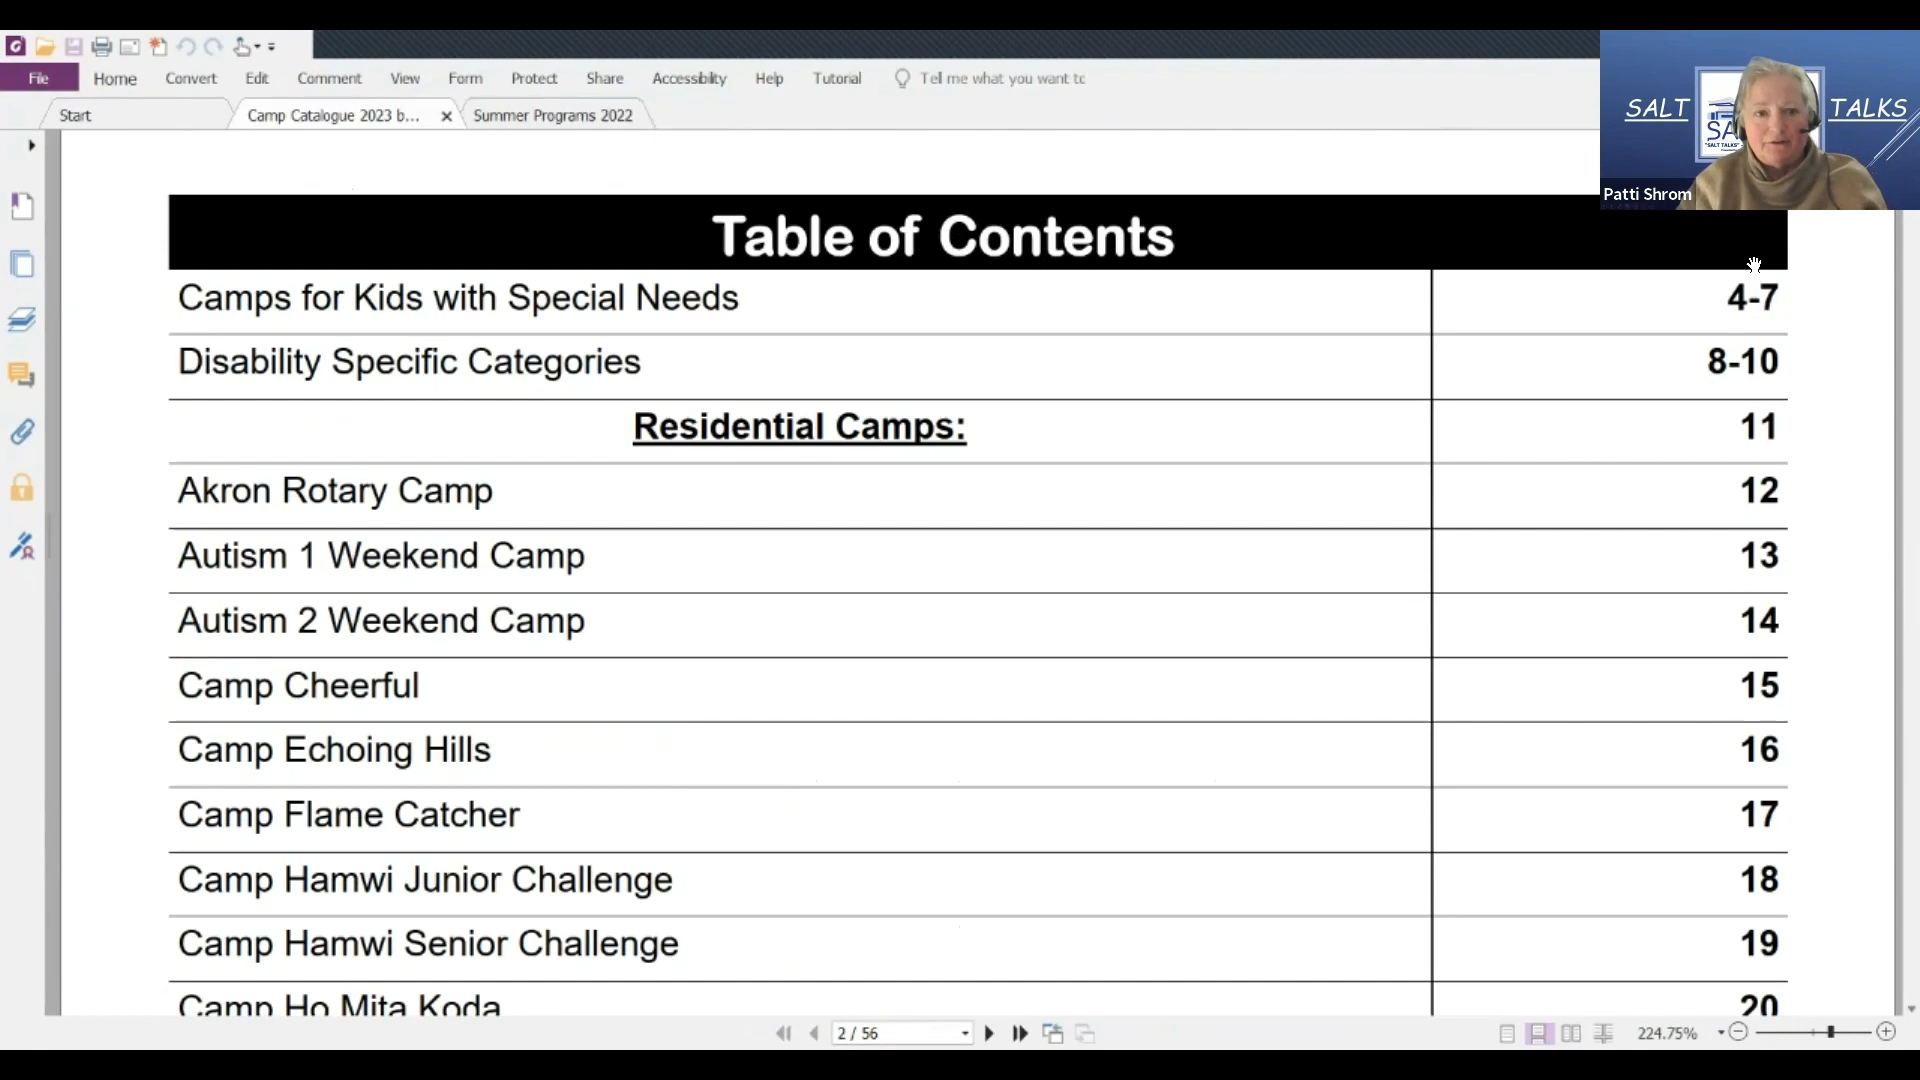 File Home Convert Edit Comment View Form Protect Share Accessibility Help Tutorial Tell me what you want tc
Start Camp Catalogue 2023 b... Summer Programs 2022
SALT TALKS
SA
"SALT TALKS"
Patti Shrom
Table of Contents
Camps for Kids with Special Needs 4-7
Disability Specific Categories 8-10
Residential Camps: 11
Akron Rotary Camp 12
Autism 1 Weekend Camp 13
Autism 2 Weekend Camp 14
Camp Cheerful 15
Camp Echoing Hills 16
Camp Flame Catcher 17
Camp Hamwi Junior Challenge 18
Camp Hamwi Senior Challenge 19
Camp Ho Mita Koda 20
2 / 56 224.75%